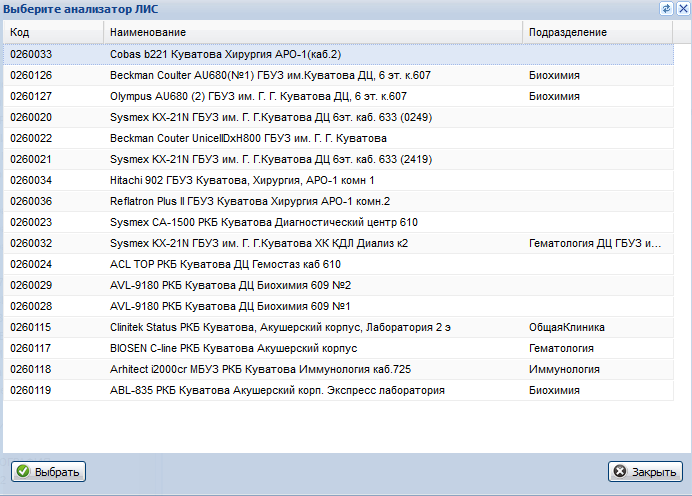 Выберите анализатор ЛИС
Код Наименование Подразделение
0260033 Cobas b221 Куватова Хирургия АРО-1(каб.2)
0260126 Beckman Coulter AU680(№1) ГБУЗ им.Куватова ДЦ, 6 эт. к.607 Биохимия
0260127 Olympus AU680 (2) ГБУЗ им. Г. Г. Куватова ДЦ, 6 эт. к.607 Биохимия
0260020 Sysmex KX-21N ГБУЗ им. Г. Г.Куватова ДЦ 6эт. каб. 633 (0249)
0260022 Beckman Couter UnicellDxH800 ГБУЗ им. Г. Г. Куватова
0260021 Sysmex KX-21N ГБУЗ им. Г. Г.Куватова ДЦ 6эт. каб. 633 (2419)
0260034 Hitachi 902 ГБУЗ Куватова, Хирургия, АРО-1 комн 1
0260036 Reflatron Plus II ГБУЗ Куватова Хирургия АРО-1 комн.2
0260023 Sysmex CA-1500 РКБ Куватова Диагностический центр 610
0260032 Sysmex KX-21N ГБУЗ им. Г. Г.Куватова ХК КДЛ Диализ к2 Гематология ДЦ ГБУЗ и...
0260024 ACL TOP РКБ Куватова ДЦ Гемостаз каб 610
0260029 AVL-9180 РКБ Куватова ДЦ Биохимия 609 №2
0260028 AVL-9180 РКБ Куватова ДЦ Биохимия 609 №1
0260115 Clinitek Status РКБ Куватова, Акушерский корпус, Лаборатория 2 э ОбщаяКлиника
0260117 BIOSEN C-line РКБ Куватова Акушерский корпус Гематология
0260118 Arhitect i2000cr МБУЗ РКБ Куватова Иммунология каб.725 Иммунология
0260119 ABL-835 РКБ Куватова Акушерский корп. Экспресс лаборатория Биохимия
Выбрать Закрыть